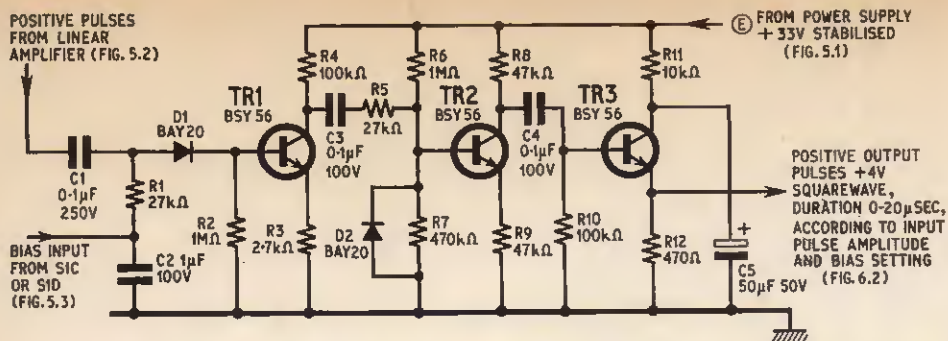 POSITIVE PULSES
FROM LINEAR
AMPLIFIER (FIG. 5.2)
E FROM POWER SUPPLY
+33V STABILISED
(FIG. 5.1)
R4
100kΩ
R6
1MΩ
R8
47kΩ
R11
10kΩ
TR1
BSY 56
R5
27kΩ
TR2
BSY 56
TR3
BSY 56
D1
BAY20
C3
0·1μF
100V
C4
0·1μF
100V
C1
0·1μF
250V
R1
27kΩ
R2
1MΩ
R3
2·7kΩ
D2
BAY20
R7
470kΩ
R9
47kΩ
R10
100kΩ
R12
470Ω
+
C5
50μF 50V
BIAS INPUT
FROM S1C
OR S1D
(FIG. 5.3)
C2 1μF
100V
POSITIVE OUTPUT
PULSES +4V
SQUAREWAVE,
DURATION 0-20μSEC,
ACCORDING TO INPUT
PULSE AMPLITUDE
AND BIAS SETTING
(FIG. 6.2)